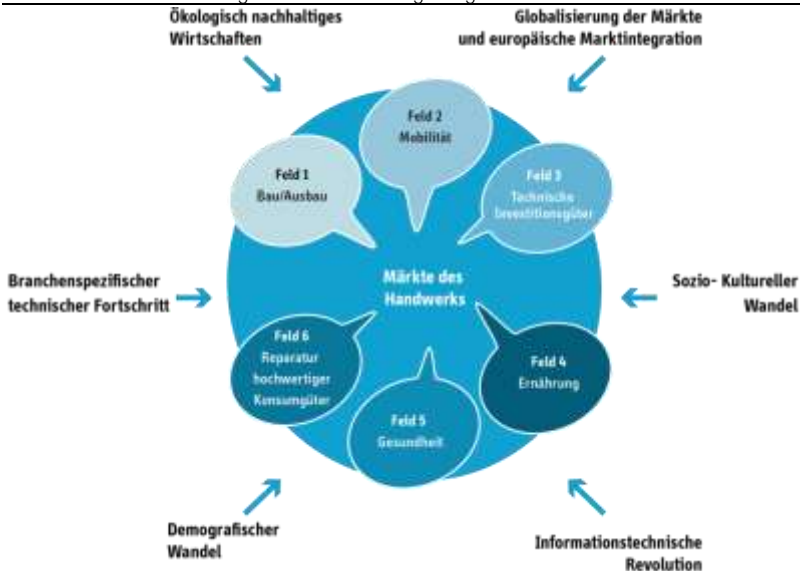 Ökologisch nachhaltiges
Wirtschaften
Globalisierung der Märkte
und europäische Marktintegration
Feld 2
Mobilität
Feld 1
Bau/Ausbau
Feld 3
Technische
Investitionsgüter
Märkte des
Handwerks
Branchenspezifischer
technischer Fortschritt
Sozio- Kultureller
Wandel
Feld 6
Reparatur
hochwertiger
Konsumgüter
Feld 4
Ernährung
Feld 5
Gesundheit
Demografischer
Wandel
Informationstechnische
Revolution